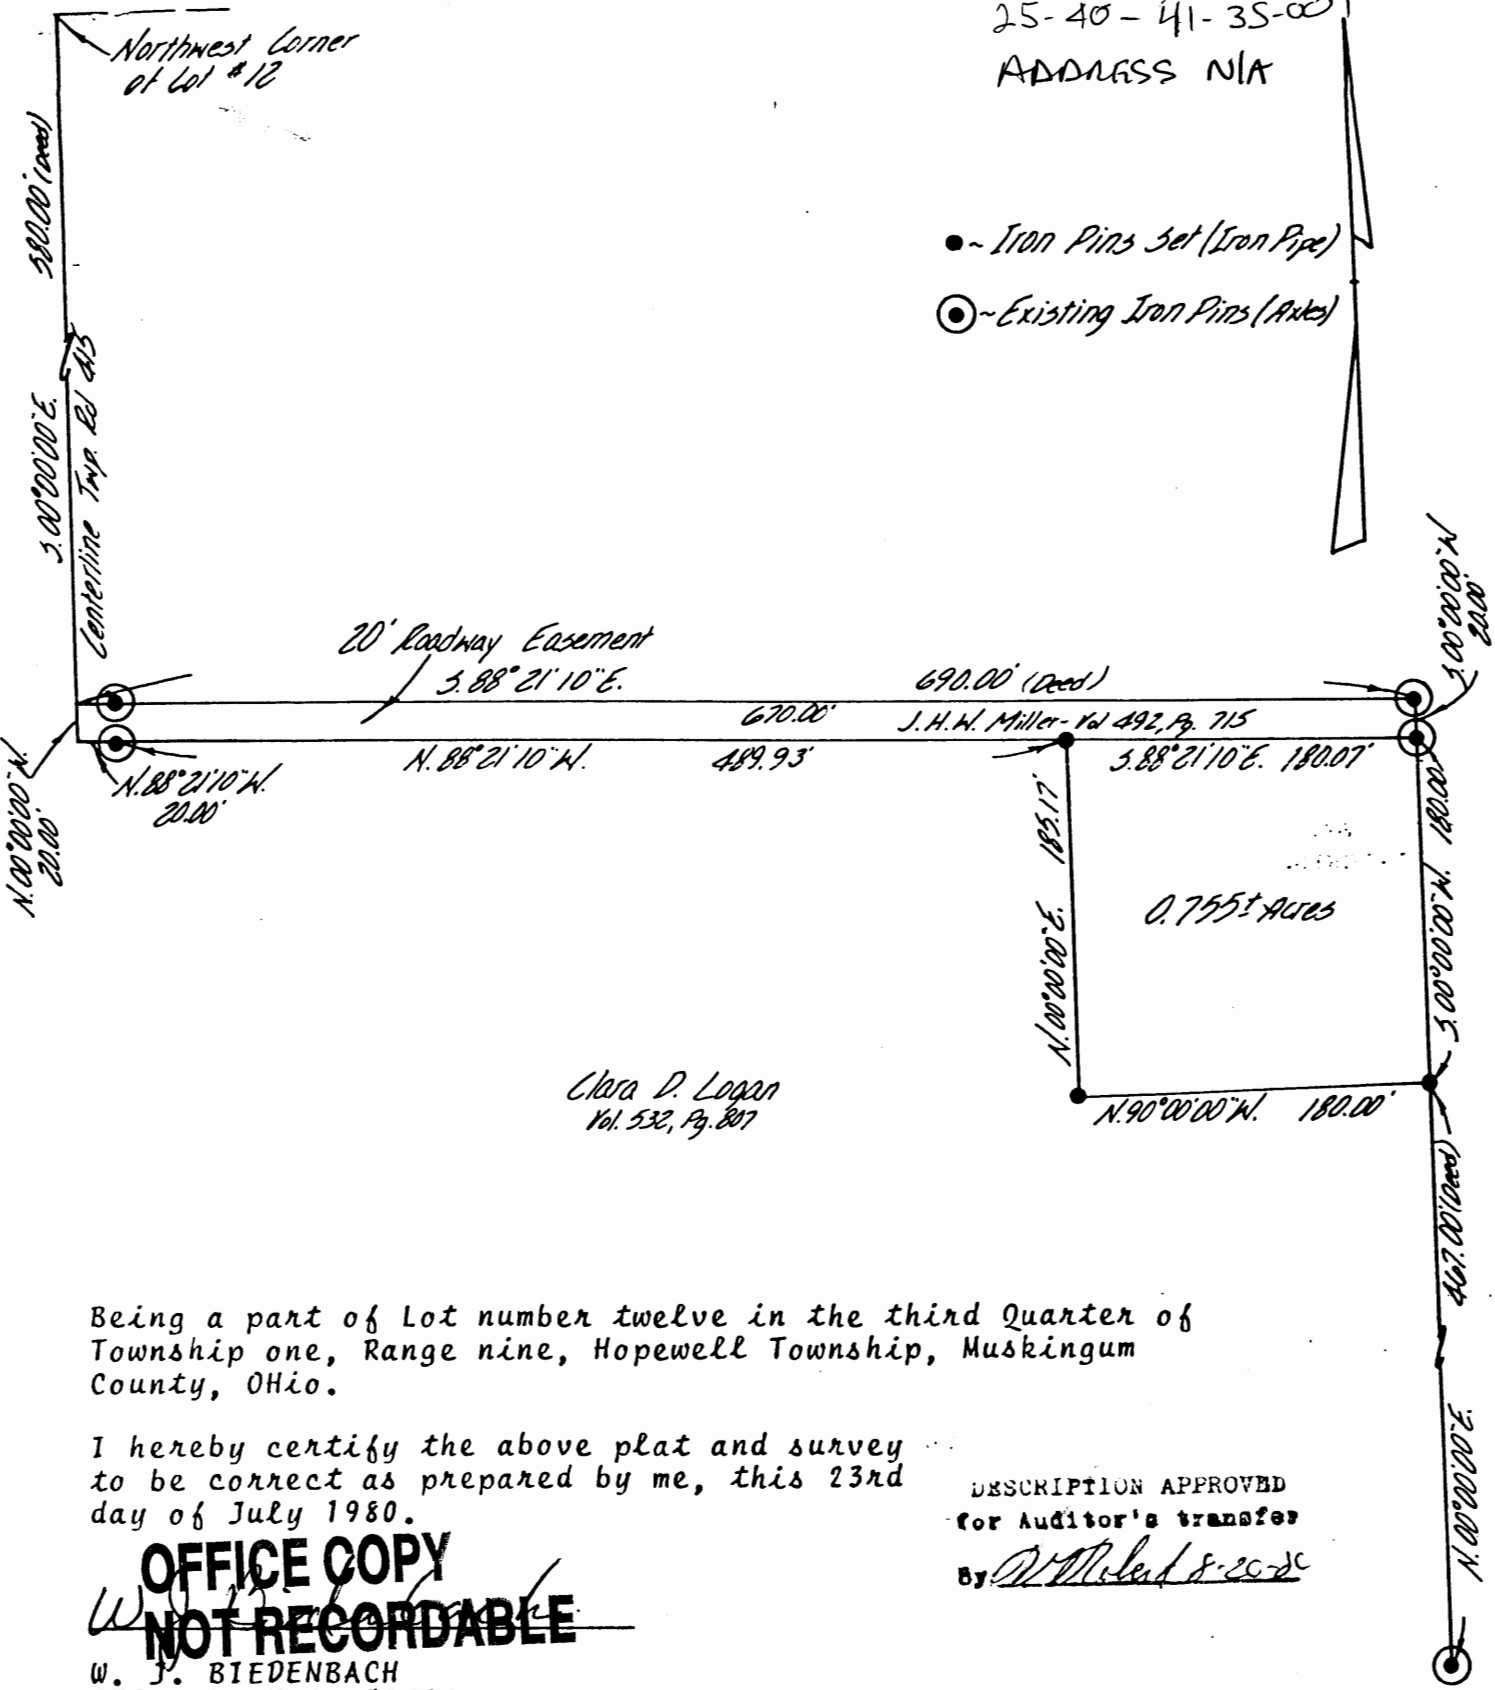 25-40-41-35-00
ADDRESS N/A
Northwest Corner
of Lot #12
580.00' (Deed)
S.00°00'00"E.
Centerline Twp. Rd 415
●~ Iron Pins Set (Iron Pipe)
~Existing Iron Pins (Axles)
S.00°00'00"W
20.00'
20' Roadway Easement
S.88°21'10"E.
690.00' (Deed)
670.00'
J.H.W. Miller- Vol 492, Pg. 715
N.88°21'10"W.
489.93'
S.88°21'10"E. 180.07'
N.88°21'10"W.
20.00'
N.00°00'00"W.
20.00'
N.00°00'00"E. 185.17'
180.00'
S.00°00'00"W.
0.755± Acres
N.90°00'00"W. 180.00'
Clara D. Logan
Vol. 532, Pg. 807
467.00' (Deed)
N.00°00'00"E.
Being a part of Lot number twelve in the third Quarter of
Township one, Range nine, Hopewell Township, Muskingum
County, OHio.
I hereby certify the above plat and survey
to be correct as prepared by me, this 23rd
day of July 1980.
OFFICE COPY
NOT RECORDABLE
W. J. BIEDENBACH
DESCRIPTION APPROVED
for Auditor's transfer
By 8-20-80